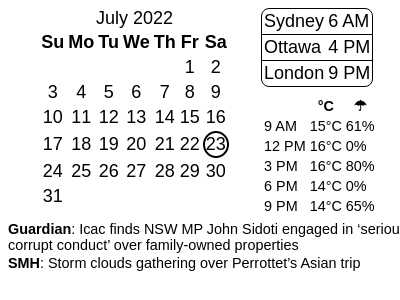 July 2022
Su Mo Tu We Th Fr Sa
1 2
3 4 5 6 7 8 9
10 11 12 13 14 15 16
17 18 19 20 21 22 23
24 25 26 27 28 29 30
31
Sydney 6 AM
Ottawa 4 PM
London 9 PM
°C ☂
9 AM 15°C 61%
12 PM 16°C 0%
3 PM 16°C 80%
6 PM 14°C 0%
9 PM 14°C 65%
Guardian: Icac finds NSW MP John Sidoti engaged in ‘seriou
corrupt conduct’ over family-owned properties
SMH: Storm clouds gathering over Perrottet’s Asian trip